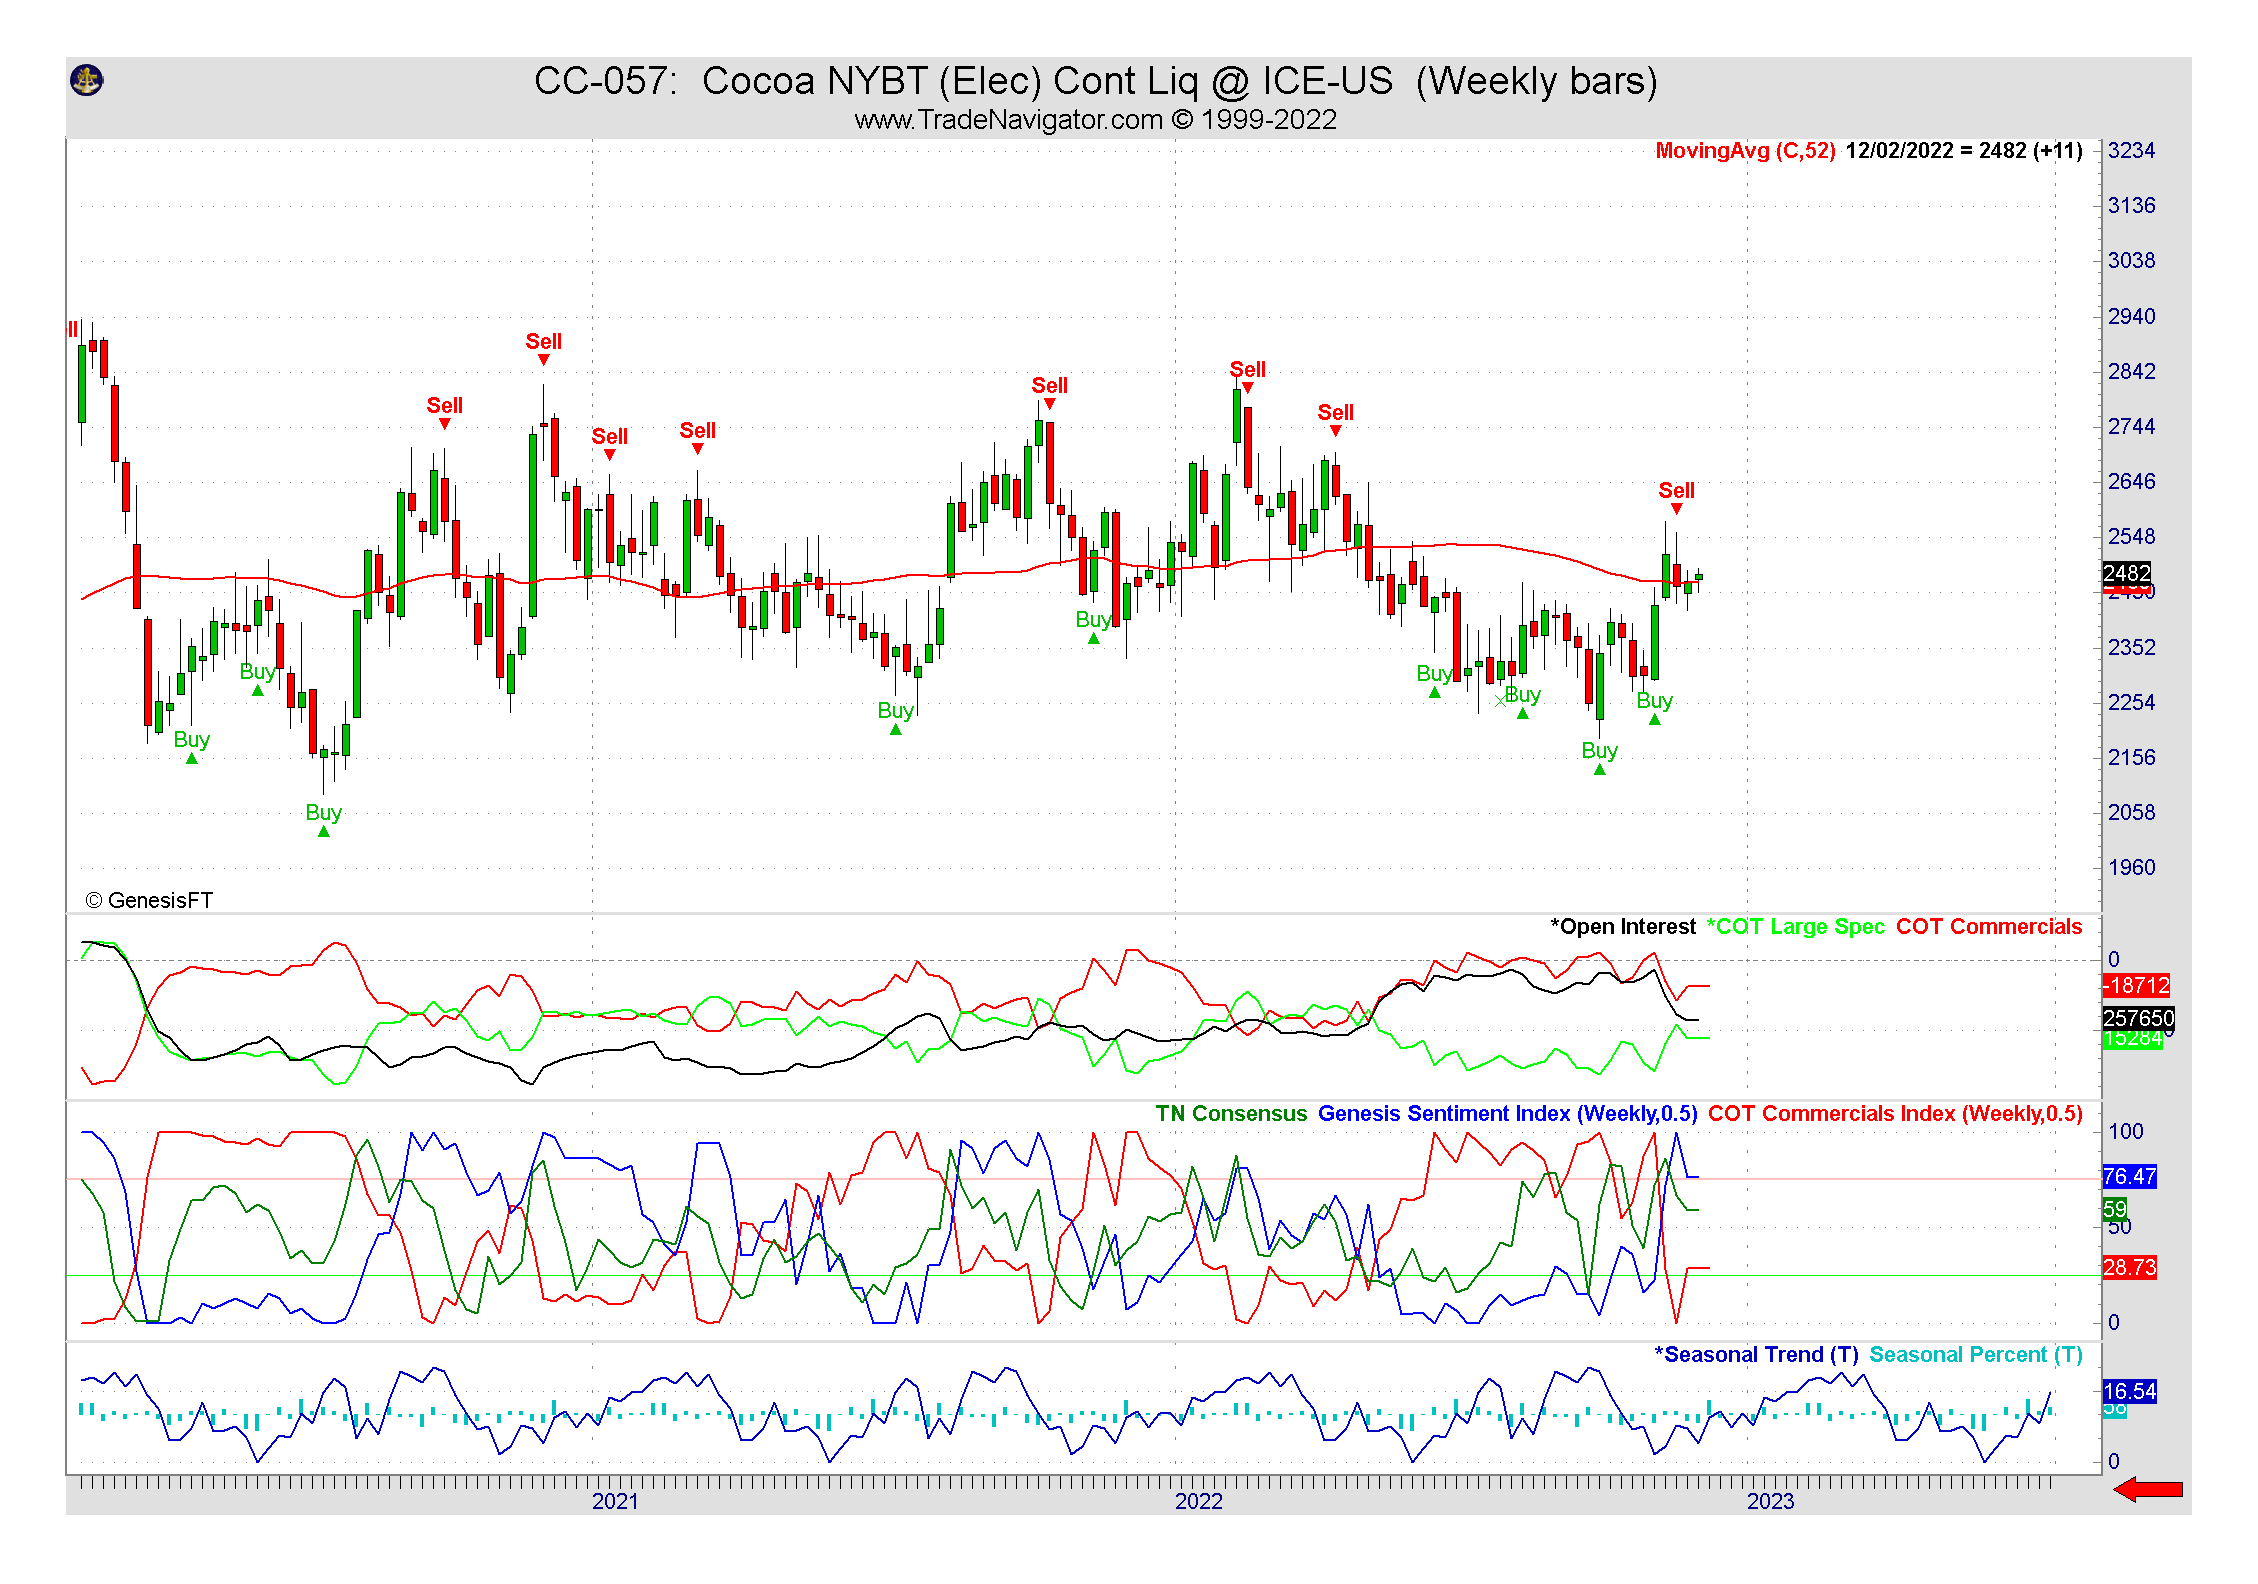 CC-057: Cocoa NYBT (Elec) Cont Liq @ ICE-US (Weekly bars)
www.TradeNavigator.com © 1999-2022
MovingAvg (C,52) 12/02/2022 = 2482 (+11)
3234
3136
3038
2940
ll
Sell
Sell
2842
Sell
Sell
Sell
Sell
2744
Sell
Sell
2646
Sell
2548
2482
Buy
2352
Buy
Buy
Buy
Buy
2254
Buy
Buy
Buy
2156
Buy
2058
Buy
1960
© GenesisFT
*Open Interest *COT Large Spec COT Commercials
0
-18712
257650
15284
TN Consensus Genesis Sentiment Index (Weekly,0.5) COT Commercials Index (Weekly,0.5)
100
76.47
59
50
28.73
0
*Seasonal Trend (T) Seasonal Percent (T)
16.54
0
2021 2022 2023